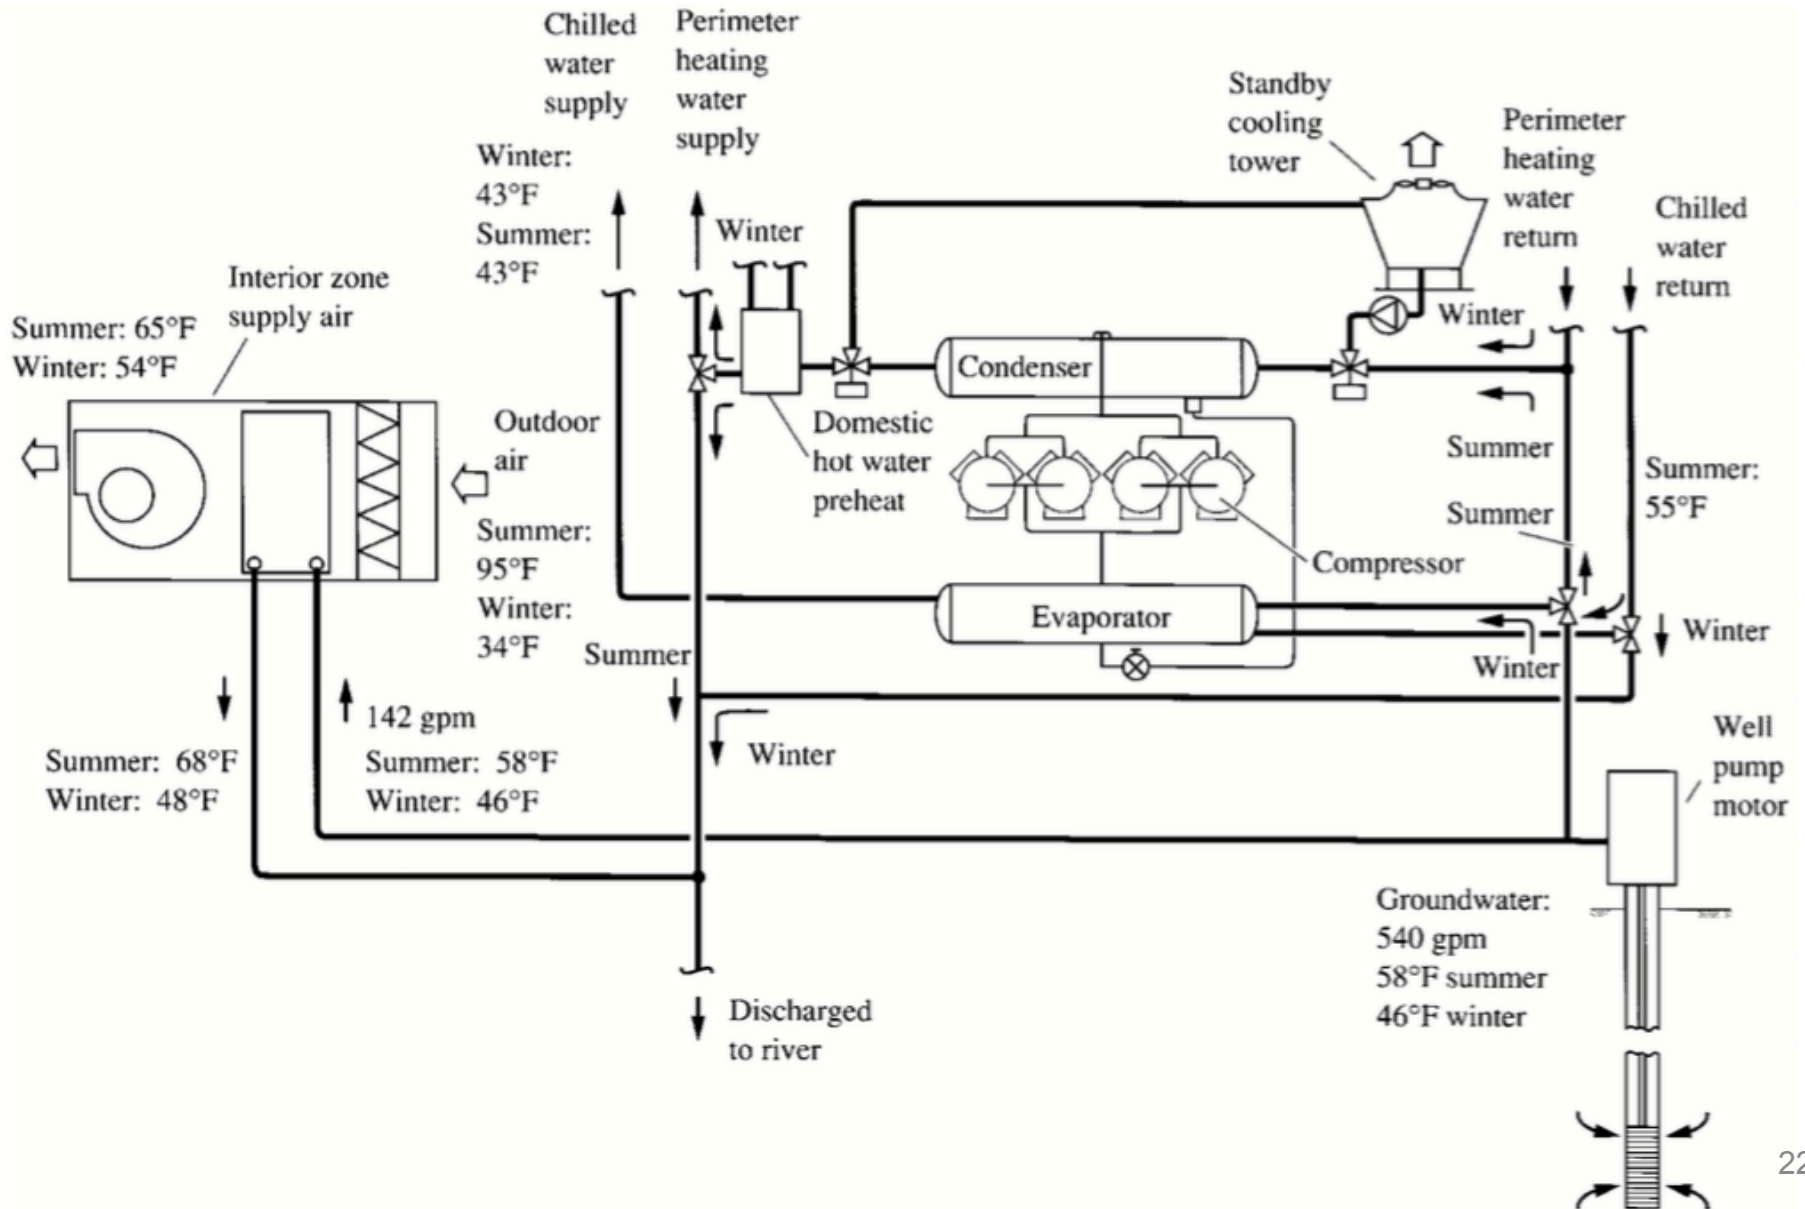 Chilled
water
supply
Perimeter
heating
water
supply
Winter:
43°F
Summer:
43°F
Winter
Standby
cooling
tower
Perimeter
heating
water
return
Chilled
water
return
Interior zone
supply air
Summer: 65°F
Winter: 54°F
Winter
Condenser
Outdoor
air
Domestic
hot water
preheat
Summer
Summer:
55°F
Summer
Summer:
95°F
Winter:
34°F
Compressor
Evaporator
Summer
Winter
Winter
142 gpm
Summer: 68°F
Winter: 48°F
Summer: 58°F
Winter: 46°F
Winter
Well
pump
motor
Groundwater:
540 gpm
58°F summer
46°F winter
Discharged
to river
22